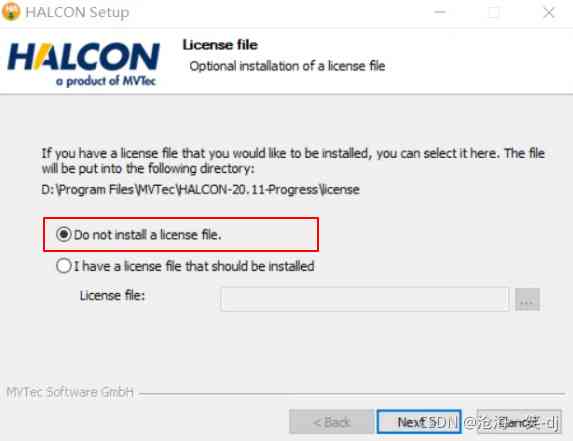 HALCON Setup
HALCON
a product of MVTec
License file
Optional installation of a license file
If you have a license file that you would like to be installed, you can select it here. The file
will be put into the following directory:
D:\Program Files\MVTec\HALCON-20.11-Progress\license
Do not install a license file.
I have a license file that should be installed
License file:
...
MVTec Software GmbH
< Back
Next >
Cancel
CSDN @沧海一笑-dj